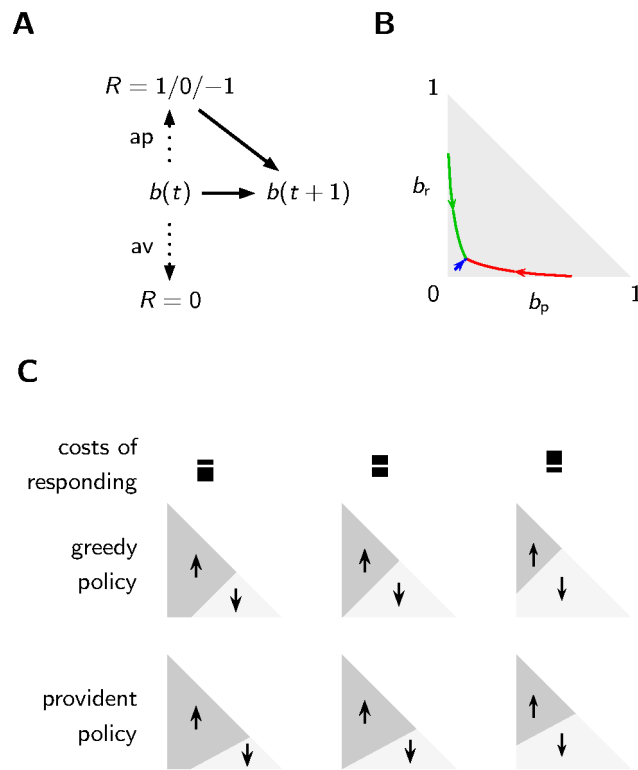 A
R = 1/0/−1
ap
b(t)
b(t + 1)
av
R = 0
B
1
b_r
0
b_p
1
C
costs of
responding
greedy
policy
provident
policy